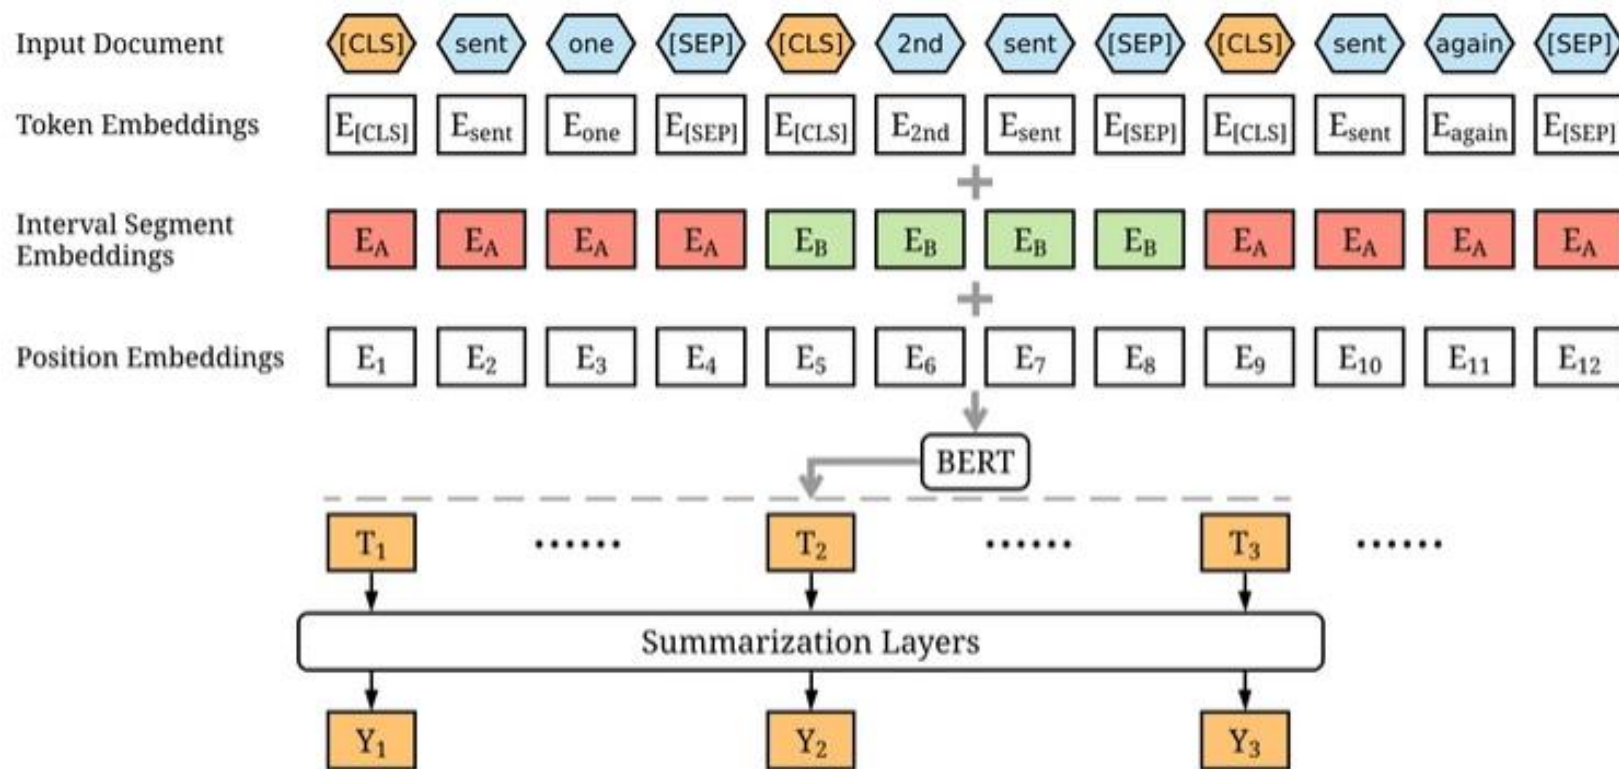 Input Document [CLS] sent one [SEP] [CLS] 2nd sent [SEP] [CLS] sent again [SEP]
Token Embeddings E[CLS] Esent Eone E[SEP] E[CLS] E2nd Esent E[SEP] E[CLS] Esent Eagain E[SEP]
+
Interval Segment
Embeddings
EA EA EA EA EB EB EB EB EA EA EA EA
+
Position Embeddings E1 E2 E3 E4 E5 E6 E7 E8 E9 E10 E11 E12
BERT
T1 ...... T2 ...... T3 ......
Summarization Layers
Y1 Y2 Y3